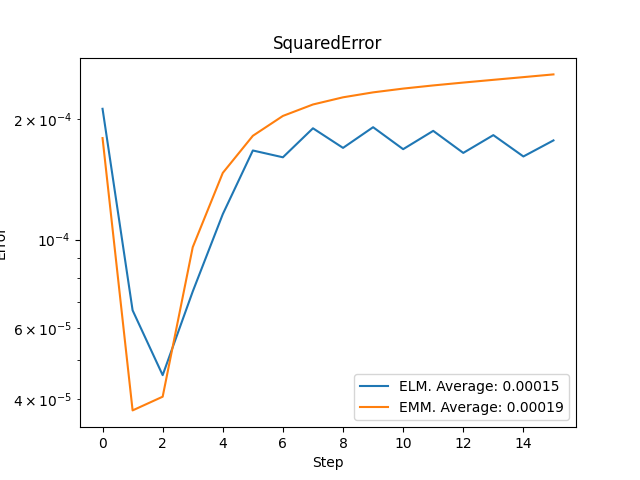 SquaredError
2 × 10⁻⁴
10⁻⁴
6 × 10⁻⁵
4 × 10⁻⁵
Error
ELM. Average: 0.00015
EMM. Average: 0.00019
0 2 4 6 8 10 12 14
Step